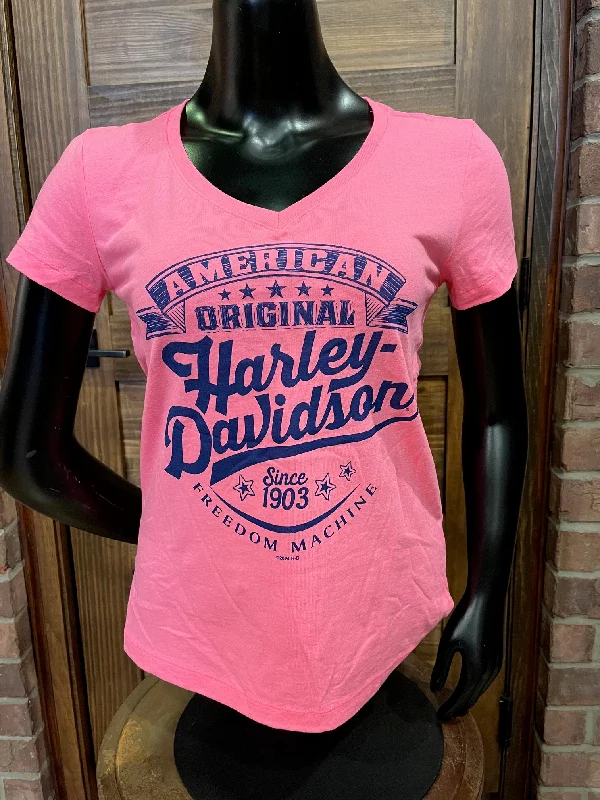 AMERICAN
ORIGINAL
Harley-
Davidson
Since
1903
FREEDOM MACHINE